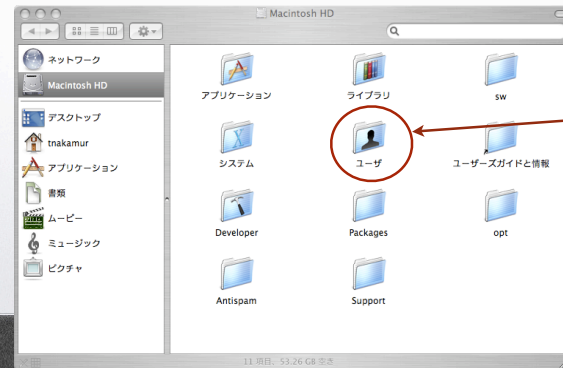 Macintosh HD
ネットワーク
Macintosh HD
デスクトップ
tnakamur
アプリケーション
書類
ムービー
ミュージック
ピクチャ
アプリケーション
ライブラリ
sw
システム
ユーザ
ユーザーズガイドと情報
Developer
Packages
opt
Antispam
Support
11 項目、53.26 GB 空き